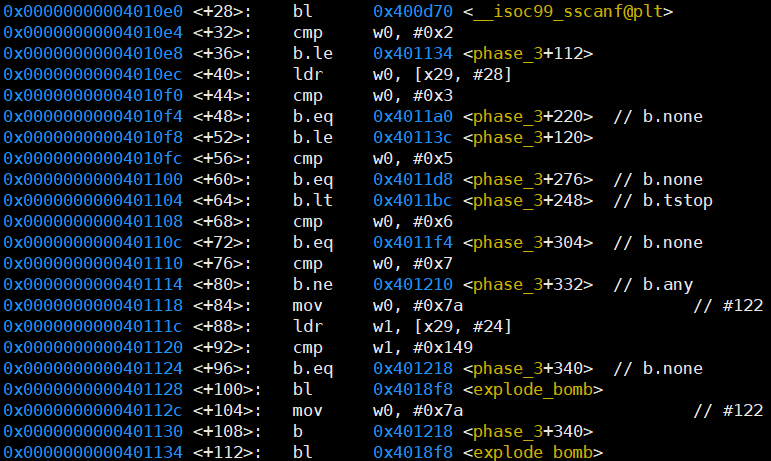 0x00000000004010e0 <+28>: bl 0x400d70 <__isoc99_sscanf@plt>
0x00000000004010e4 <+32>: cmp w0, #0x2
0x00000000004010e8 <+36>: b.le 0x401134 <phase_3+112>
0x00000000004010ec <+40>: ldr w0, [x29, #28]
0x00000000004010f0 <+44>: cmp w0, #0x3
0x00000000004010f4 <+48>: b.eq 0x4011a0 <phase_3+220> // b.none
0x00000000004010f8 <+52>: b.le 0x40113c <phase_3+120>
0x00000000004010fc <+56>: cmp w0, #0x5
0x0000000000401100 <+60>: b.eq 0x4011d8 <phase_3+276> // b.none
0x0000000000401104 <+64>: b.lt 0x4011bc <phase_3+248> // b.tstop
0x0000000000401108 <+68>: cmp w0, #0x6
0x000000000040110c <+72>: b.eq 0x4011f4 <phase_3+304> // b.none
0x0000000000401110 <+76>: cmp w0, #0x7
0x0000000000401114 <+80>: b.ne 0x401210 <phase_3+332> // b.any
0x0000000000401118 <+84>: mov w0, #0x7a // #122
0x000000000040111c <+88>: ldr w1, [x29, #24]
0x0000000000401120 <+92>: cmp w1, #0x149
0x0000000000401124 <+96>: b.eq 0x401218 <phase_3+340> // b.none
0x0000000000401128 <+100>: bl 0x4018f8 <explode_bomb>
0x000000000040112c <+104>: mov w0, #0x7a // #122
0x0000000000401130 <+108>: b 0x401218 <phase_3+340>
0x0000000000401134 <+112>: bl 0x4018f8 <explode_bomb>